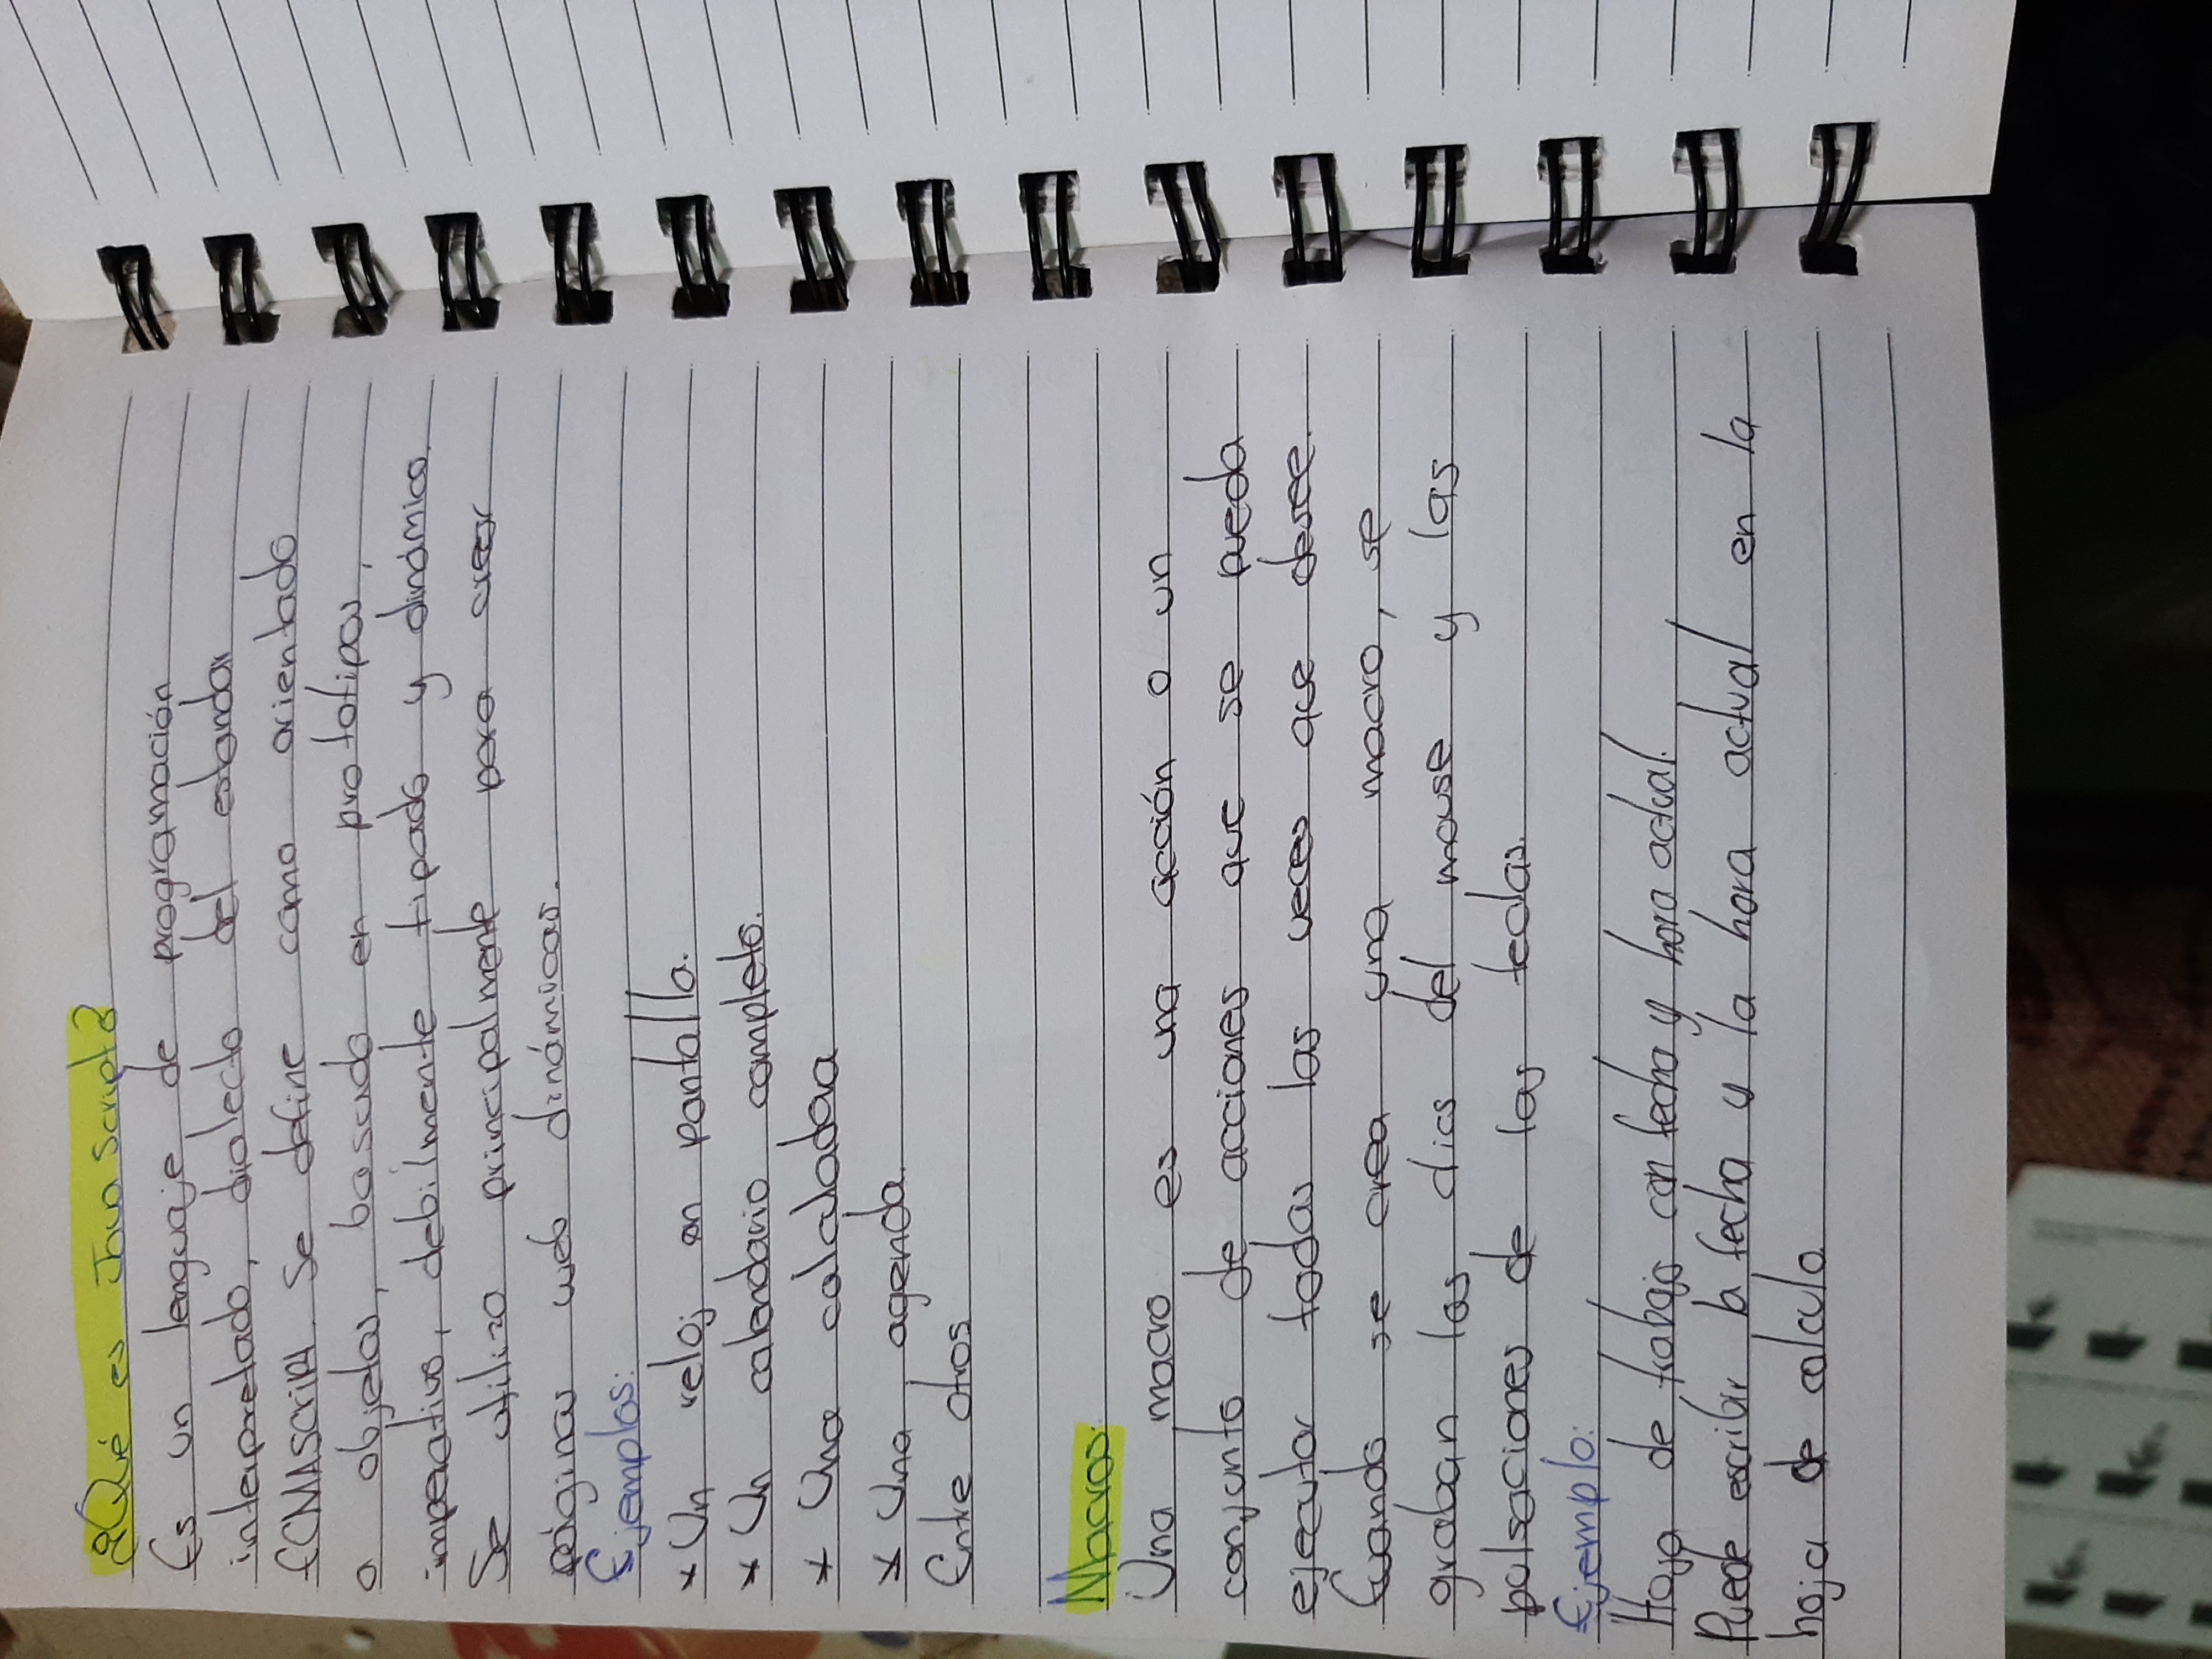 ¿Qué es Java script?
Es un lenguaje de programación
interpretado, dialecto del estandar
ECMAScript. Se define como orientado
a objetos, basado en prototipos,
impeativo, debilmente tipado y dinámico.
Se utiliza principalmente para crear
páginas web dinámicas.
Ejemplos:
* Un reloj en pantalla.
* Un calendario completo.
* Una calculadora
* Una agenda.
Entre otros
Macros:
Una macro es una acción o un
conjunto de acciones que se pueda
ejecutar todas las veces que desee.
Cuando se crea una macro, se
graban los clics del mouse y las
pulsaciones de las teclas.
Ejemplo:
Hoja de trabajo con fecha y hora actual.
Puede escribir la fecha y la hora actual en la
hoja de calculo